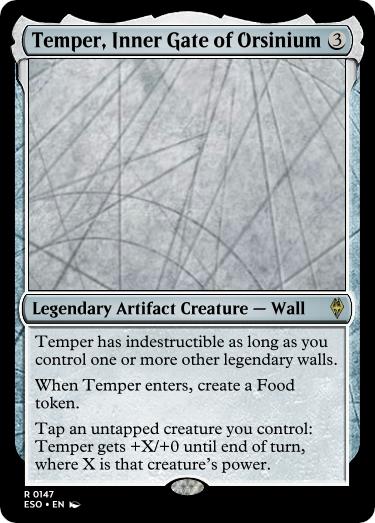 Temper, Inner Gate of Orsinium 3
Legendary Artifact Creature — Wall
Temper has indestructible as long as you
control one or more other legendary walls.
When Temper enters, create a Food
token.
Tap an untapped creature you control:
Temper gets +X/+0 until end of turn,
where X is that creature's power.
R 0147
ESO • EN